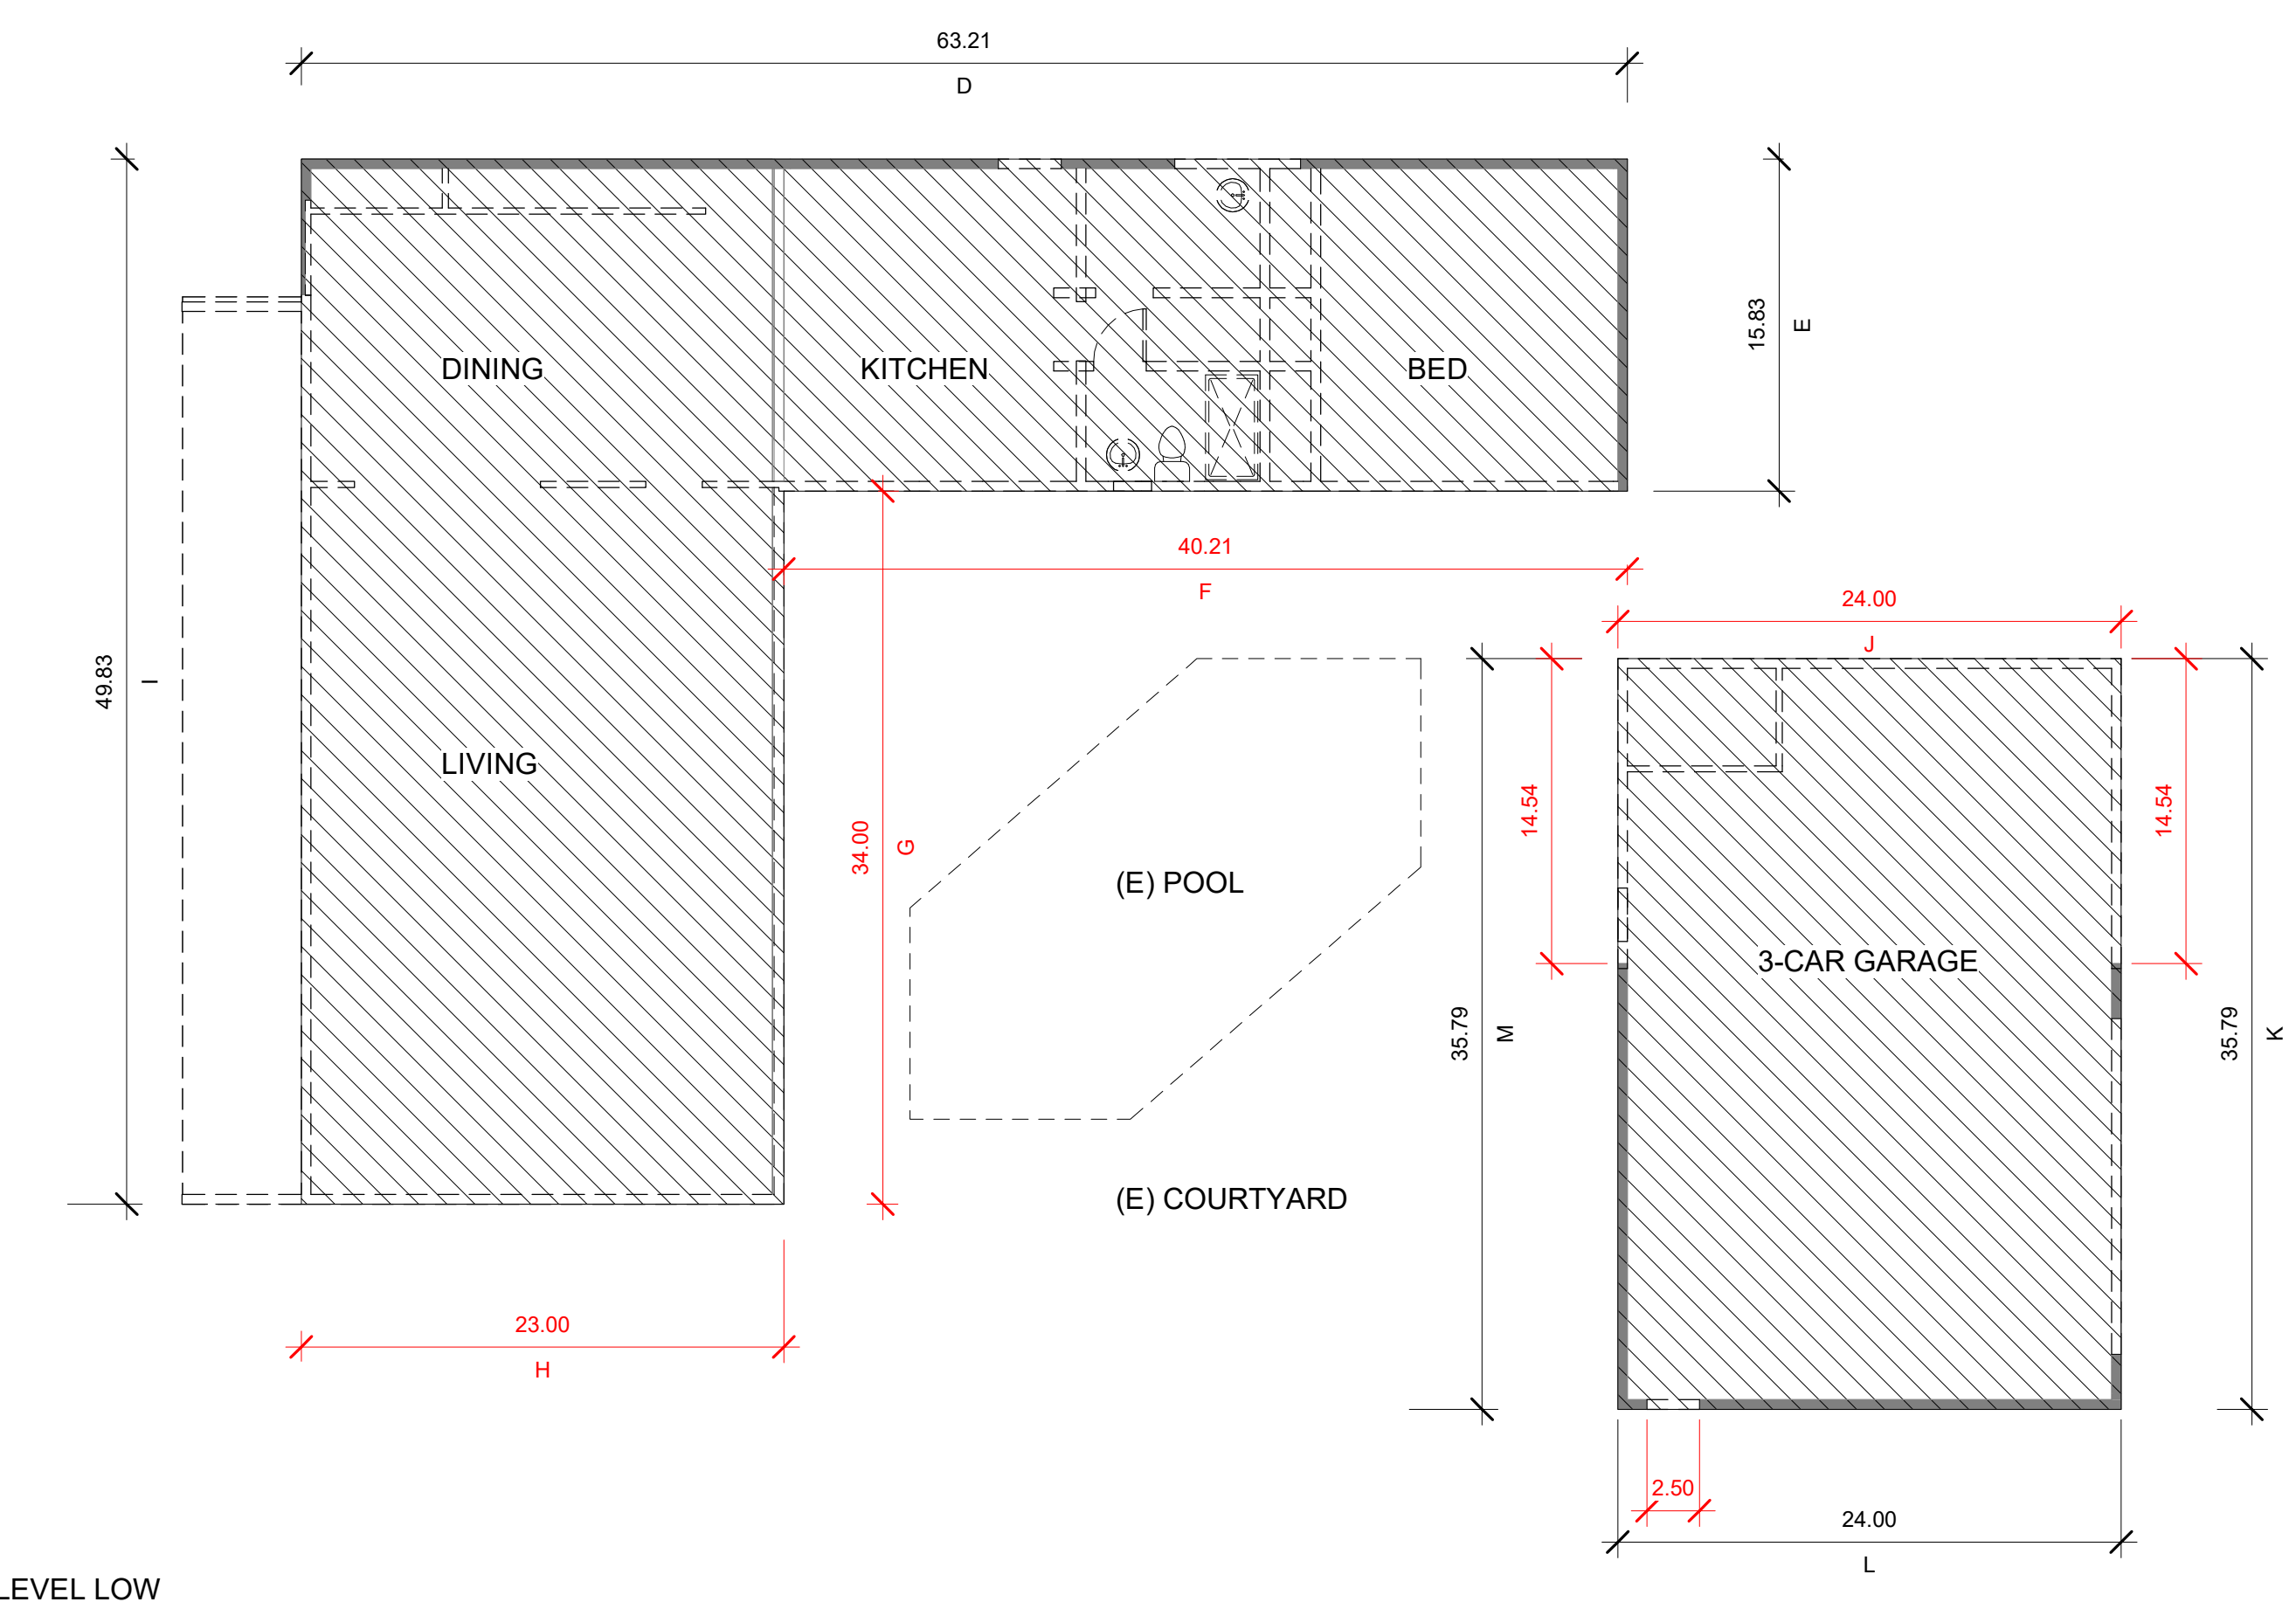 63.21
D
15.83
E
DINING
KITCHEN
BED
40.21
F
24.00
J
49.83
I
LIVING
34.00
G
14.54
14.54
(E) POOL
3-CAR GARAGE
35.79
M
35.79
K
(E) COURTYARD
23.00
H
2.50
24.00
L
LEVEL LOW